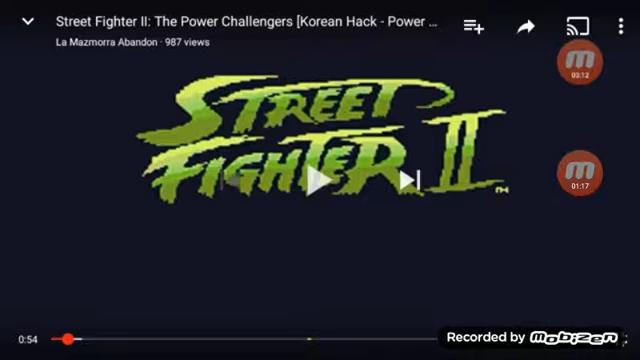 Street Fighter II: The Power Challengers [Korean Hack - Power ...
La Mazmorra Abandon · 987 views
03:12
STREET
FIGHTER II
TM
01:17
0:54
Recorded by mobizen